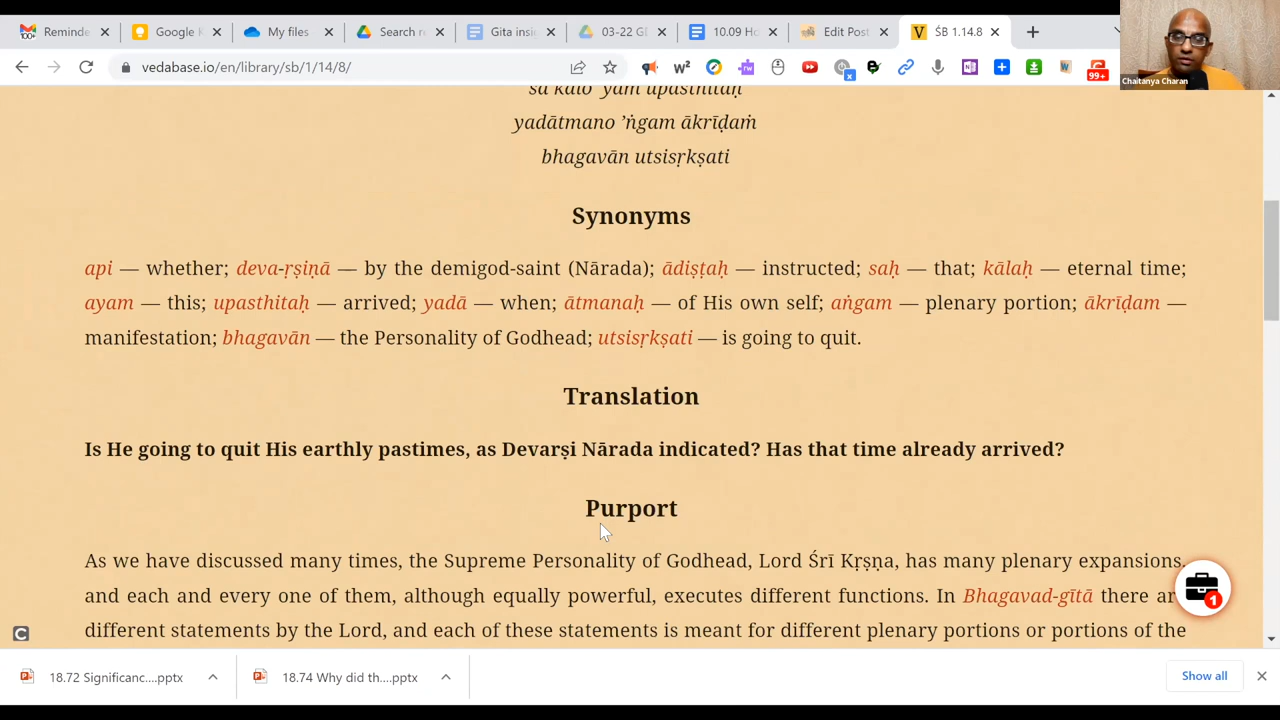 Reminde
Google K
My files
Search re
Gita insi
03-22 GD
10.09 Ho
Edit Post
ŚB 1.14.8
vedabase.io/en/library/sb/1/14/8/
99+
Chaitanya Charan
sa kālo 'yam upasthitaḥ
yadātmano ’ṅgam ākrīḍaṁ
bhagavān utsisṛkṣati
Synonyms
api — whether; deva-ṛṣiṇā — by the demigod-saint (Nārada); ādiṣṭaḥ — instructed; saḥ — that; kālaḥ — eternal time;
ayam — this; upasthitaḥ — arrived; yadā — when; ātmanaḥ — of His own self; aṅgam — plenary portion; ākrīḍam —
manifestation; bhagavān — the Personality of Godhead; utsisṛkṣati — is going to quit.
Translation
Is He going to quit His earthly pastimes, as Devarṣi Nārada indicated? Has that time already arrived?
Purport
As we have discussed many times, the Supreme Personality of Godhead, Lord Śrī Kṛṣṇa, has many plenary expansions,
and each and every one of them, although equally powerful, executes different functions. In Bhagavad-gītā there ar
different statements by the Lord, and each of these statements is meant for different plenary portions or portions of the
1
18.72 Significanc....pptx
18.74 Why did th....pptx
Show all